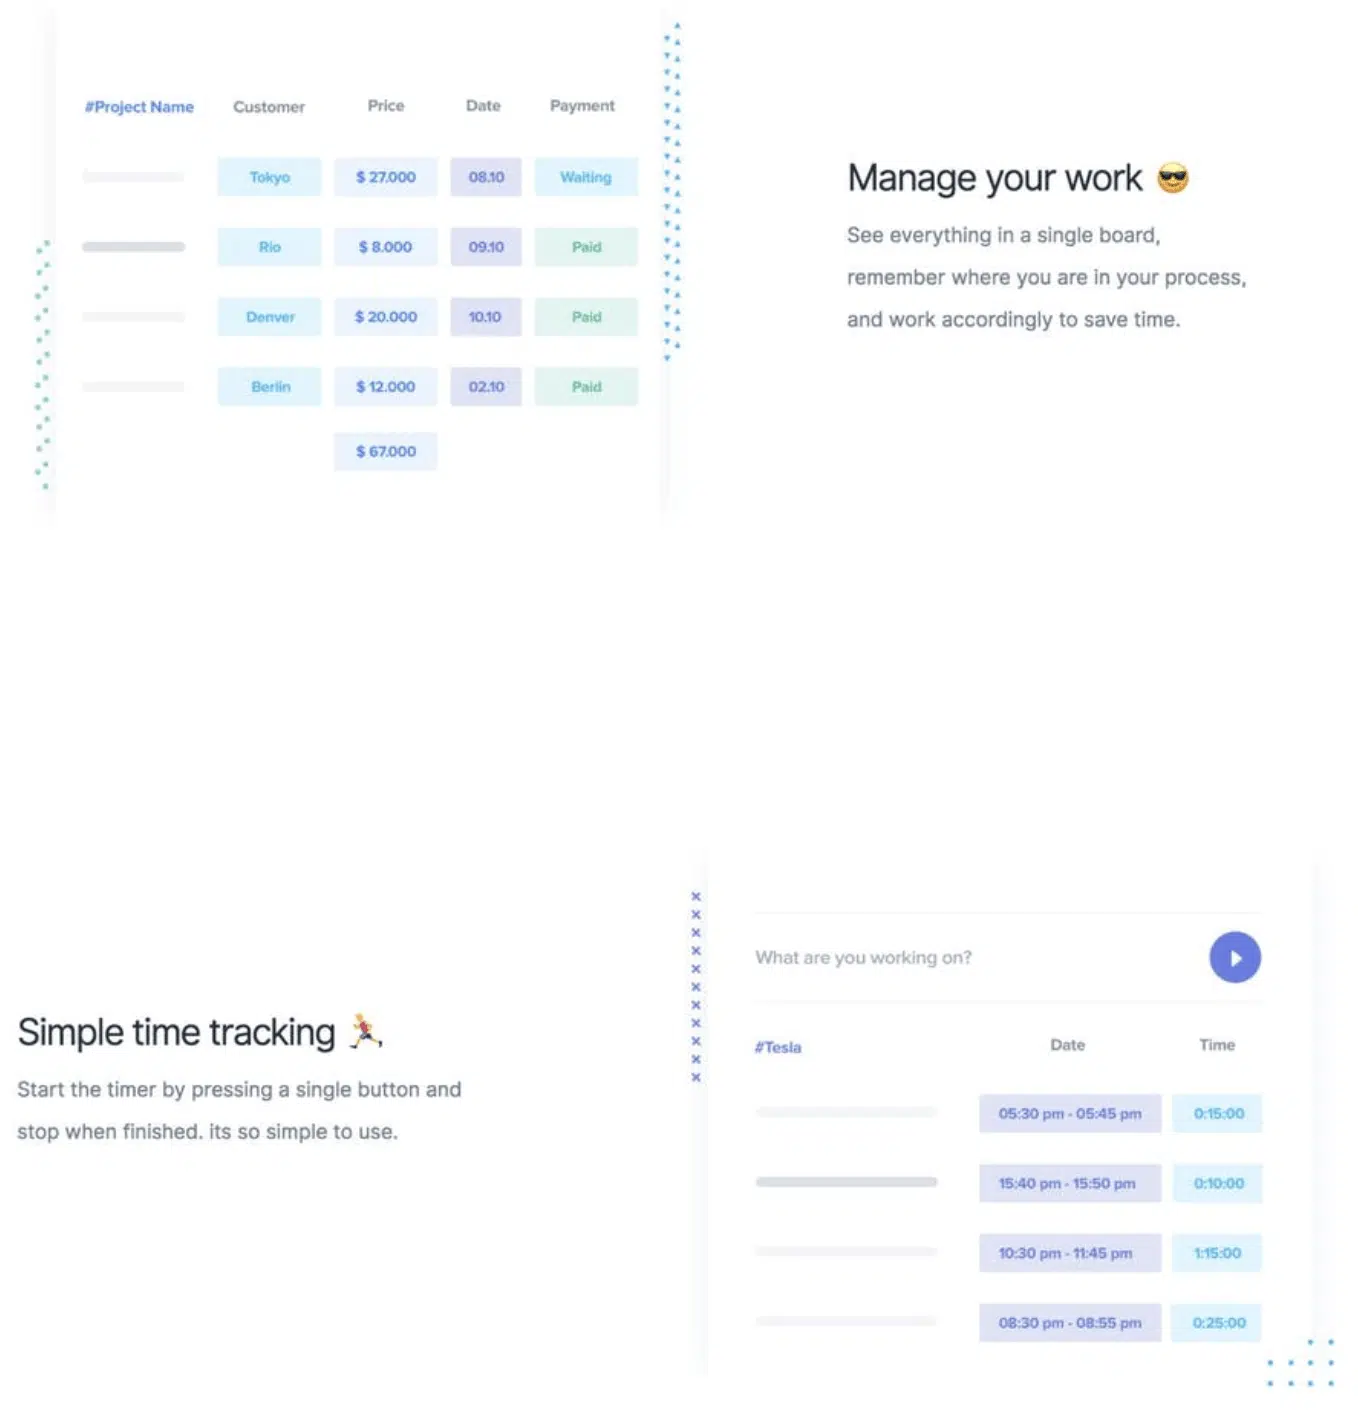 #Project Name Customer Price Date Payment
Tokyo $ 27.000 08.10 Waiting
Rio $ 8.000 09.10 Paid
Denver $ 20.000 10.10 Paid
Berlin $ 12.000 02.10 Paid
$ 67.000
Manage your work 😎
See everything in a single board,
remember where you are in your process,
and work accordingly to save time.
Simple time tracking 🏃
Start the timer by pressing a single button and
stop when finished. its so simple to use.
What are you working on?
#Tesla Date Time
05:30 pm - 05:45 pm 0:15:00
15:40 pm - 15:50 pm 0:10:00
10:30 pm - 11:45 pm 1:15:00
08:30 pm - 08:55 pm 0:25:00